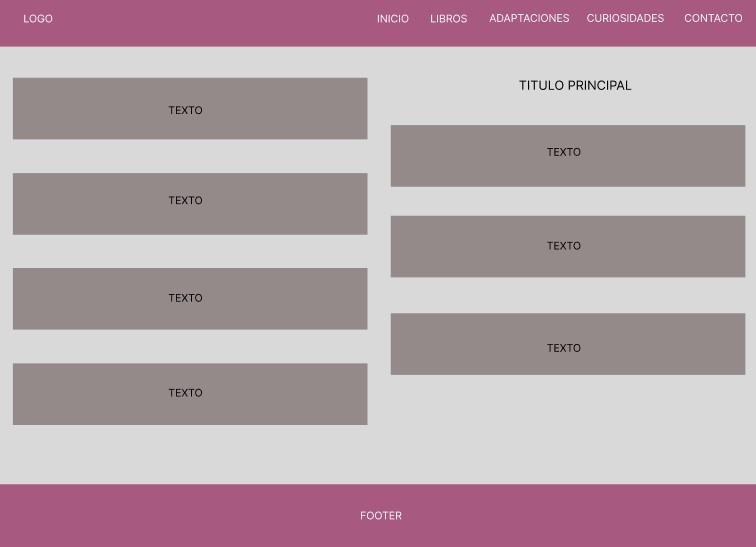 LOGO
INICIO
LIBROS
ADAPTACIONES
CURIOSIDADES
CONTACTO
TEXTO
TEXTO
TEXTO
TEXTO
TITULO PRINCIPAL
TEXTO
TEXTO
TEXTO
FOOTER